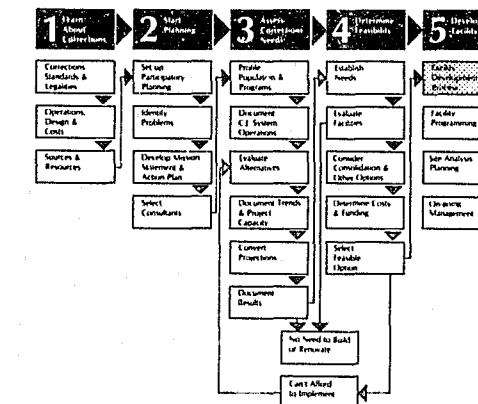 1 Learn
About
Corrections
2 Start
Planning
3 Assess
Corrections
Needs
4 Determine
Feasibility
5 Develop
Facility
Corrections
Standards &
Legalities
Operations,
Design &
Costs
Sources &
Resources
Set up
Participatory
Planning
Identify
Problems
Develop Mission
Statement &
Action Plan
Select
Consultants
Profile
Population &
Programs
Document
C.J. System
Operations
Evaluate
Alternatives
Document Trends
& Project
Capacity
Convert
Projections
Document
Results
Establish
Needs
Evaluate
Facilities
Consider
Consolidation &
Other Options
Determine Costs
& Funding
Select
Feasible
Option
Facility
Development
Process
Facility
Programming
Site Analysis
Planning
Ongoing
Management
No Need to Build
or Renovate
Can't Afford
to Implement